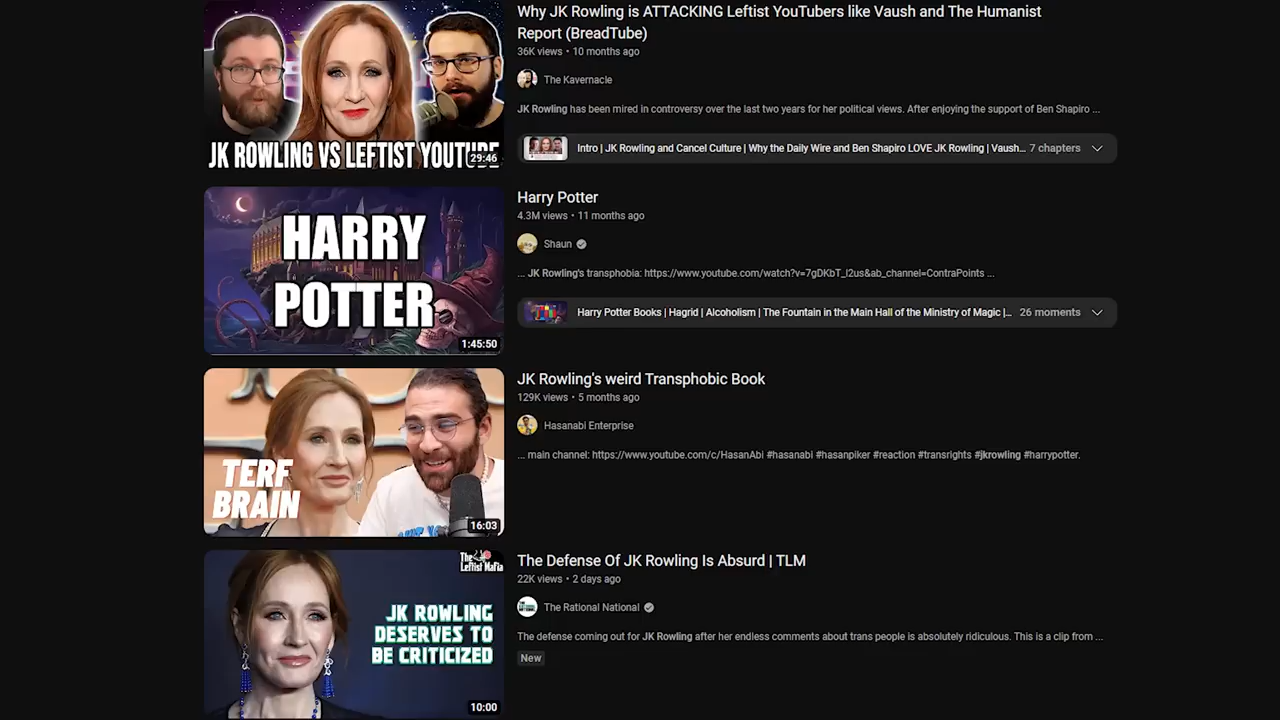 Why JK Rowling is ATTACKING Leftist YouTubers like Vaush and The Humanist
Report (BreadTube)
36K views • 10 months ago
The Kavernacle
JK Rowling has been mired in controversy over the last two years for her political views. After enjoying the support of Ben Shapiro ...
JK ROWLING VS LEFTIST YOUTUBE
29:46
Intro | JK Rowling and Cancel Culture | Why the Daily Wire and Ben Shapiro LOVE JK Rowling | Vaush... 7 chapters
HARRY
POTTER
1:45:50
Harry Potter
4.3M views • 11 months ago
Shaun
... JK Rowling's transphobia: https://www.youtube.com/watch?v=7gDKbT_l2us&ab_channel=ContraPoints ...
Harry Potter Books | Hagrid | Alcoholism | The Fountain in the Main Hall of the Ministry of Magic |... 26 moments
TERF
BRAIN
16:03
JK Rowling's weird Transphobic Book
129K views • 5 months ago
Hasanabi Enterprise
... main channel: https://www.youtube.com/c/HasanAbi #hasanabi #hasanpiker #reaction #transrights #jkrowling #harrypotter.
The
Leftist Mafia
JK ROWLING
DESERVES TO
BE CRITICIZED
10:00
The Defense Of JK Rowling Is Absurd | TLM
22K views • 2 days ago
The Rational National
The defense coming out for JK Rowling after her endless comments about trans people is absolutely ridiculous. This is a clip from ...
New